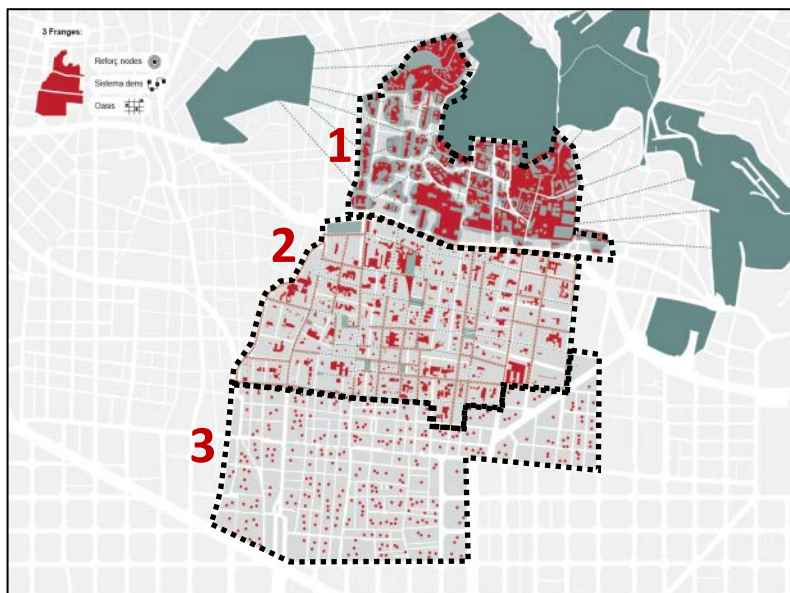 3 Franges:
Reforç nodes
Sistema dens
Oasis
1
2
3